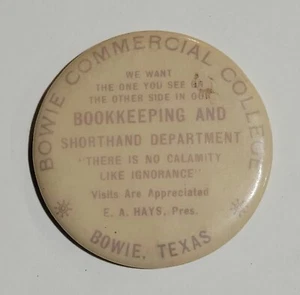 BOWIE COMMERCIAL COLLEGE
WE WANT
THE ONE YOU SEE
THE OTHER SIDE IN OUR
BOOKKEEPING AND
SHORTHAND DEPARTMENT
"THERE IS NO CALAMITY
LIKE IGNORANCE"
Visits Are Appreciated
E. A. HAYS, Pres.
BOWIE, TEXAS